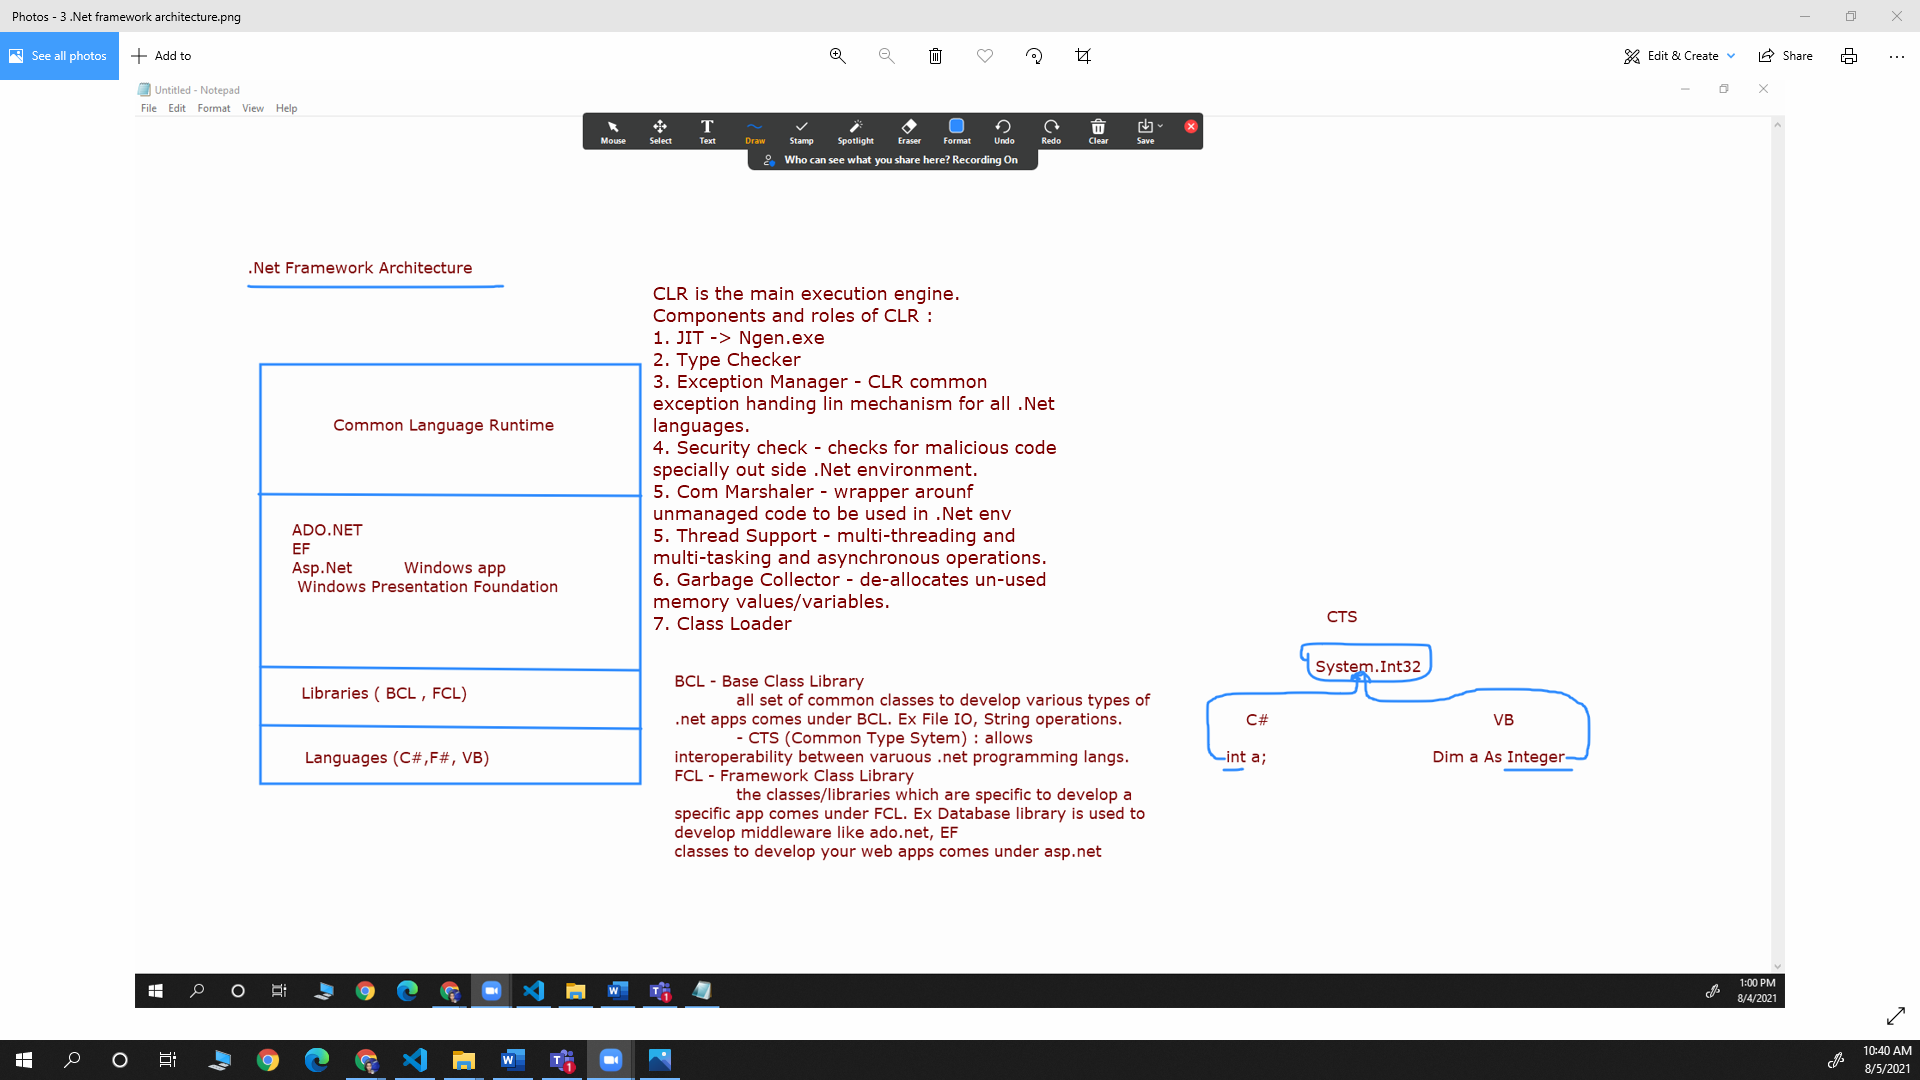 Photos - 3 .Net framework architecture.png
See all photos
Add to
Edit & Create
Share
Untitled - Notepad
File Edit Format View Help
Mouse Select Text Draw Stamp Spotlight Eraser Format Undo Redo Clear Save
Who can see what you share here? Recording On
.Net Framework Architecture
Common Language Runtime
ADO.NET
EF
Asp.Net Windows app
Windows Presentation Foundation
Libraries ( BCL , FCL)
Languages (C#,F#, VB)
CLR is the main execution engine.
Components and roles of CLR :
1. JIT -> Ngen.exe
2. Type Checker
3. Exception Manager - CLR common
exception handing lin mechanism for all .Net
languages.
4. Security check - checks for malicious code
specially out side .Net environment.
5. Com Marshaler - wrapper arounf
unmanaged code to be used in .Net env
5. Thread Support - multi-threading and
multi-tasking and asynchronous operations.
6. Garbage Collector - de-allocates un-used
memory values/variables.
7. Class Loader
BCL - Base Class Library
all set of common classes to develop various types of
.net apps comes under BCL. Ex File IO, String operations.
- CTS (Common Type Sytem) : allows
interoperability between varuous .net programming langs.
FCL - Framework Class Library
the classes/libraries which are specific to develop a
specific app comes under FCL. Ex Database library is used to
develop middleware like ado.net, EF
classes to develop your web apps comes under asp.net
CTS
System.Int32
C# VB
int a; Dim a As Integer
1:00 PM
8/4/2021
10:40 AM
8/5/2021